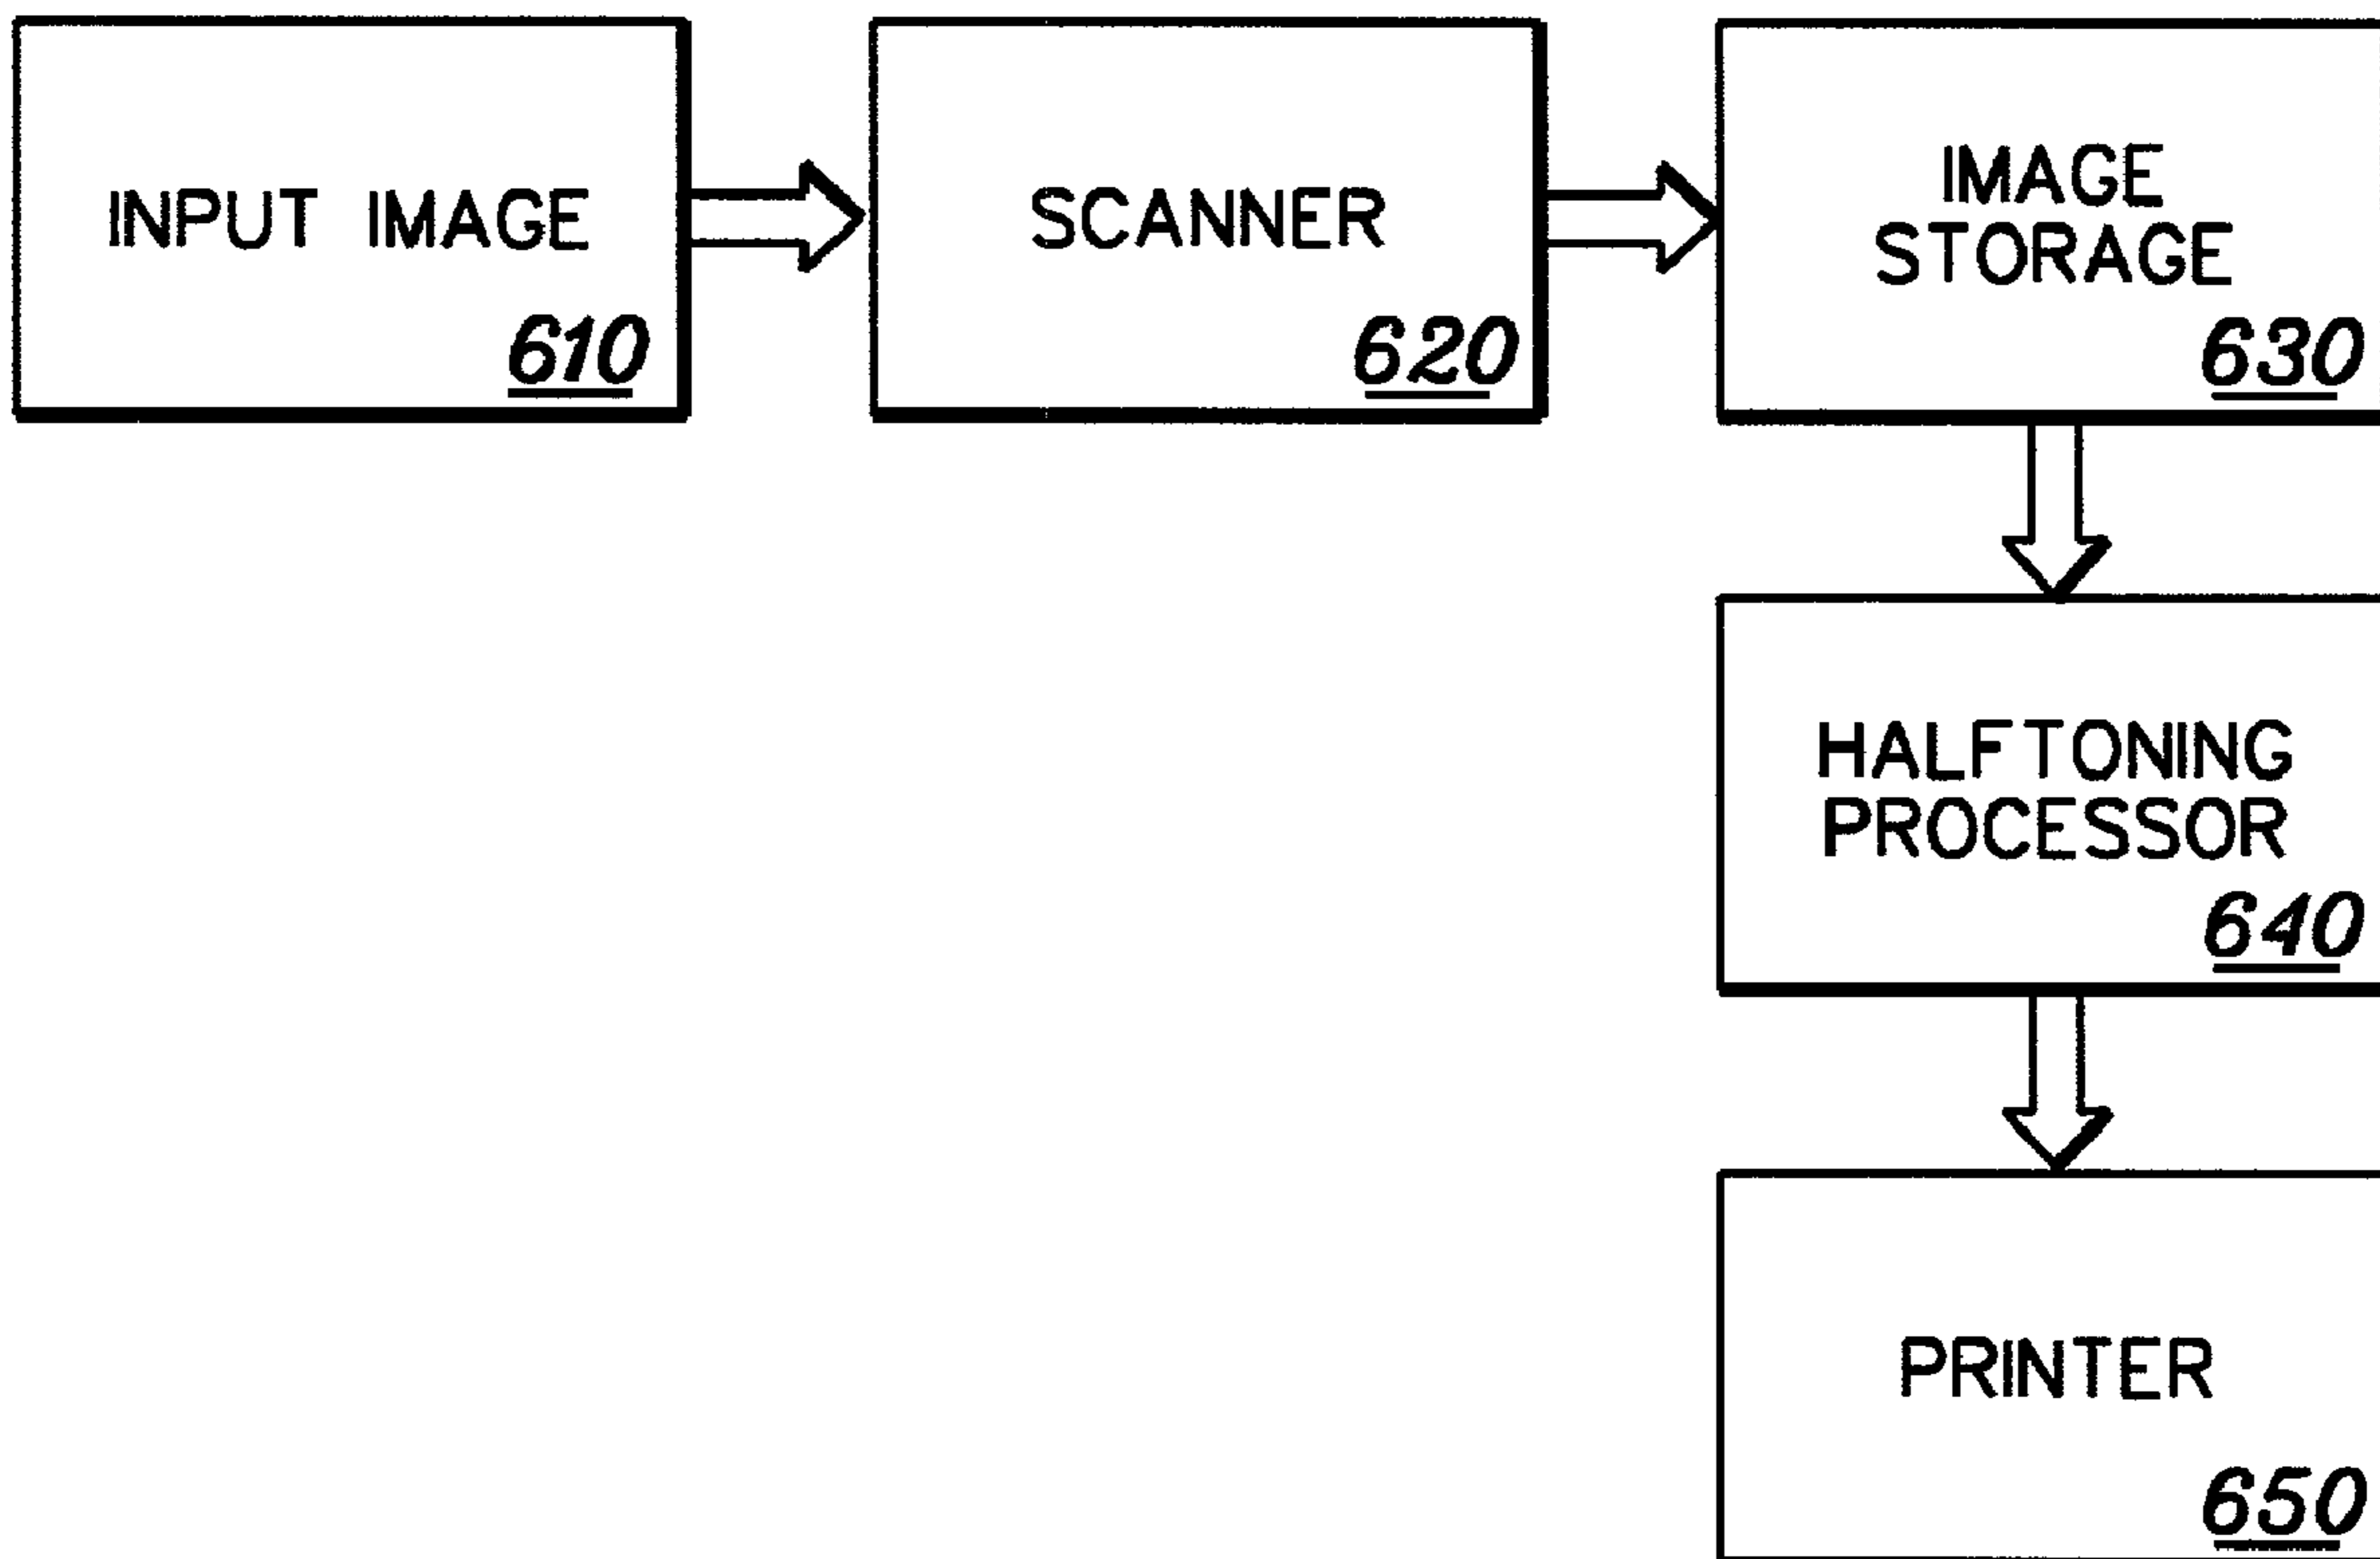 INPUT IMAGE
610
SCANNER
620
IMAGE
STORAGE
630
HALFTONING
PROCESSOR
640
PRINTER
650